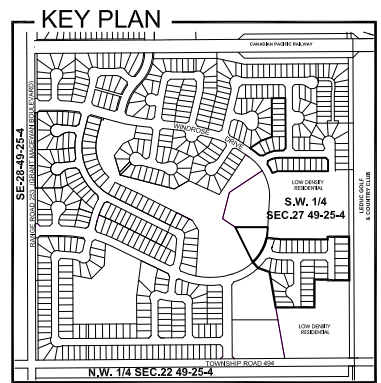 KEY PLAN
CANADIAN PACIFIC RAILWAY
SE-28-49-25-4
RANGE ROAD 253 (GRANT MACEWAN BOULEVARD)
WINDROSE DRIVE
LOW DENSITY
RESIDENTIAL
S.W. 1/4
SEC.27 49-25-4
LEDUC GOLF
& COUNTRY CLUB
LOW DENSITY
RESIDENTIAL
TOWNSHIP ROAD 494
N.W. 1/4 SEC.22 49-25-4